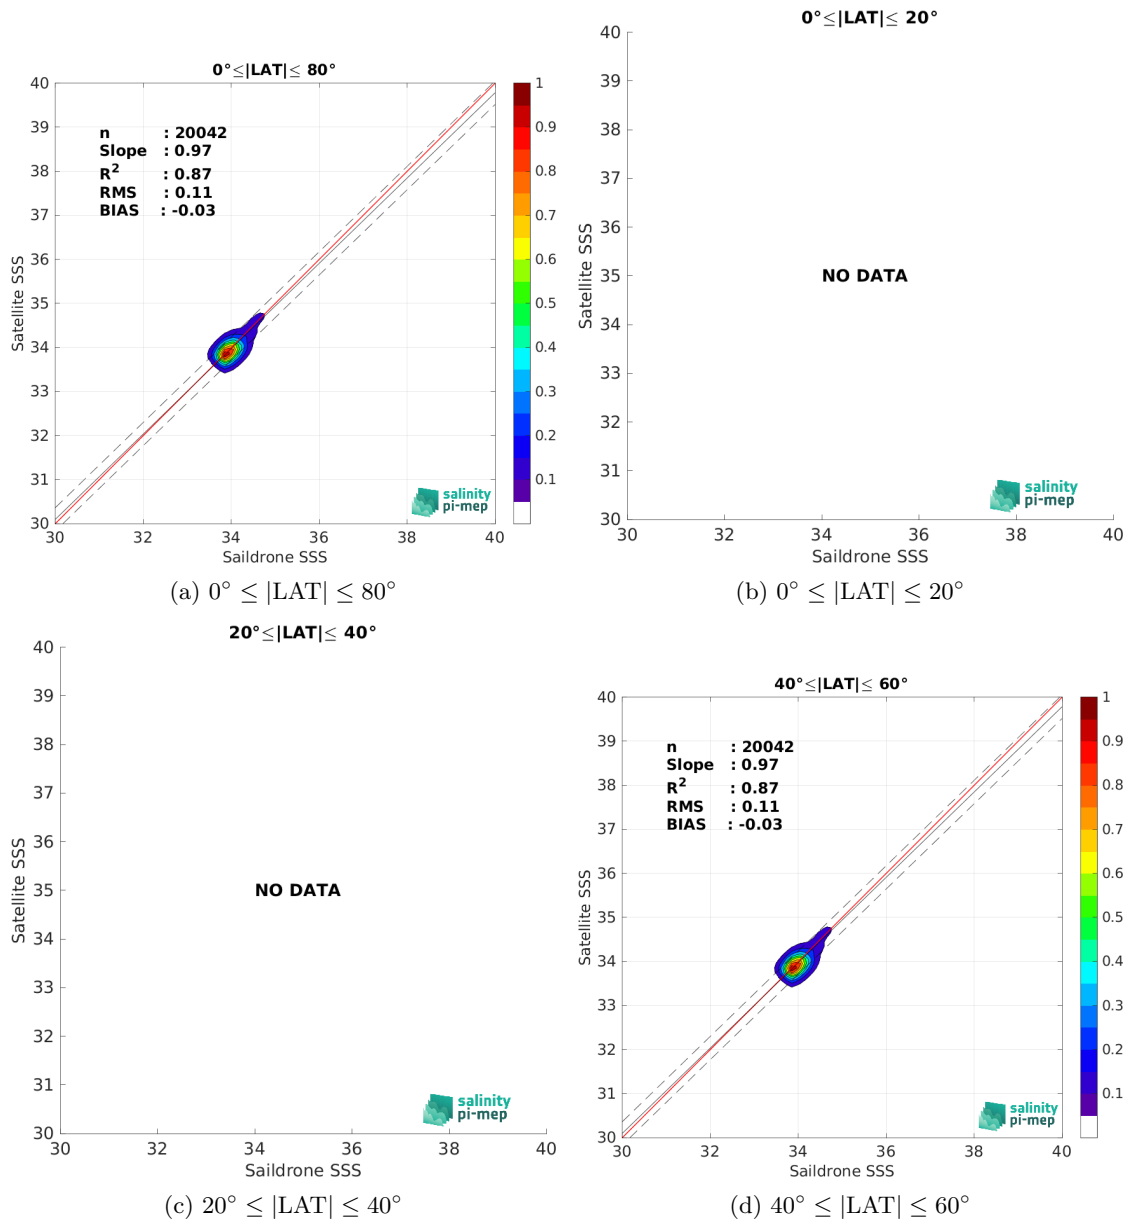 0°≤|LAT|≤ 80°
n : 20042
Slope : 0.97
R² : 0.87
RMS : 0.11
BIAS : -0.03
40
39
38
37
36
35
34
33
32
31
30
30 32 34 36 38 40
Satellite SSS
Saildrone SSS
1
0.9
0.8
0.7
0.6
0.5
0.4
0.3
0.2
0.1
salinity
pi-mep
(a) 0° ≤ |LAT| ≤ 80°
0°≤|LAT|≤ 20°
40
39
38
37
36
35
34
33
32
31
30
30 32 34 36 38 40
Satellite SSS
NO DATA
Saildrone SSS
salinity
pi-mep
(b) 0° ≤ |LAT| ≤ 20°
20°≤|LAT|≤ 40°
40
39
38
37
36
35
34
33
32
31
30
30 32 34 36 38 40
Satellite SSS
NO DATA
Saildrone SSS
salinity
pi-mep
(c) 20° ≤ |LAT| ≤ 40°
40°≤|LAT|≤ 60°
n : 20042
Slope : 0.97
R² : 0.87
RMS : 0.11
BIAS : -0.03
40
39
38
37
36
35
34
33
32
31
30
30 32 34 36 38 40
Satellite SSS
Saildrone SSS
1
0.9
0.8
0.7
0.6
0.5
0.4
0.3
0.2
0.1
salinity
pi-mep
(d) 40° ≤ |LAT| ≤ 60°